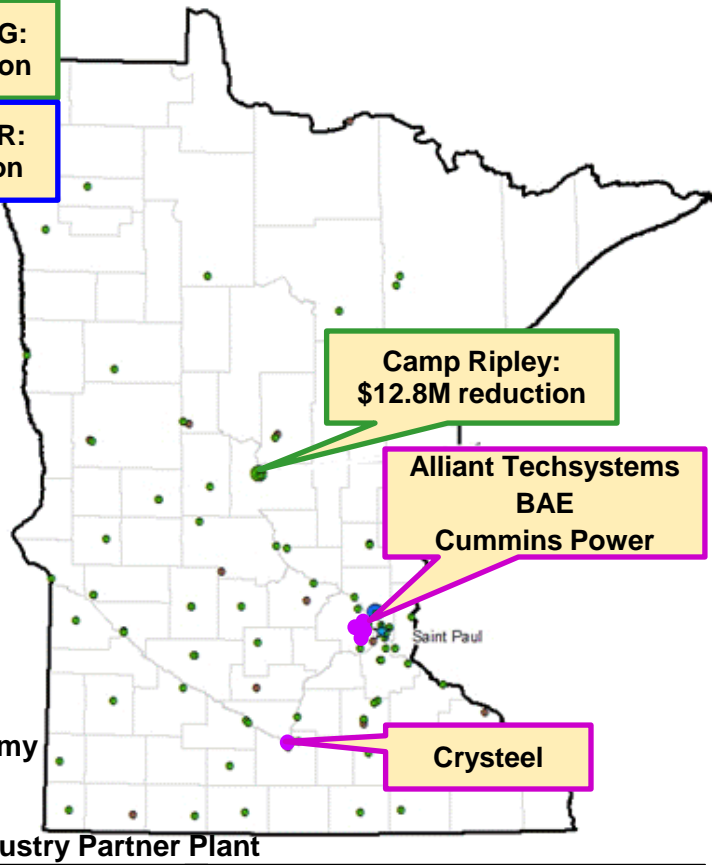 G:
on
R:
on
Camp Ripley:
$12.8M reduction
Alliant Techsystems
BAE
Cummins Power
Saint Paul
Crysteel
my
ustry Partner Plant